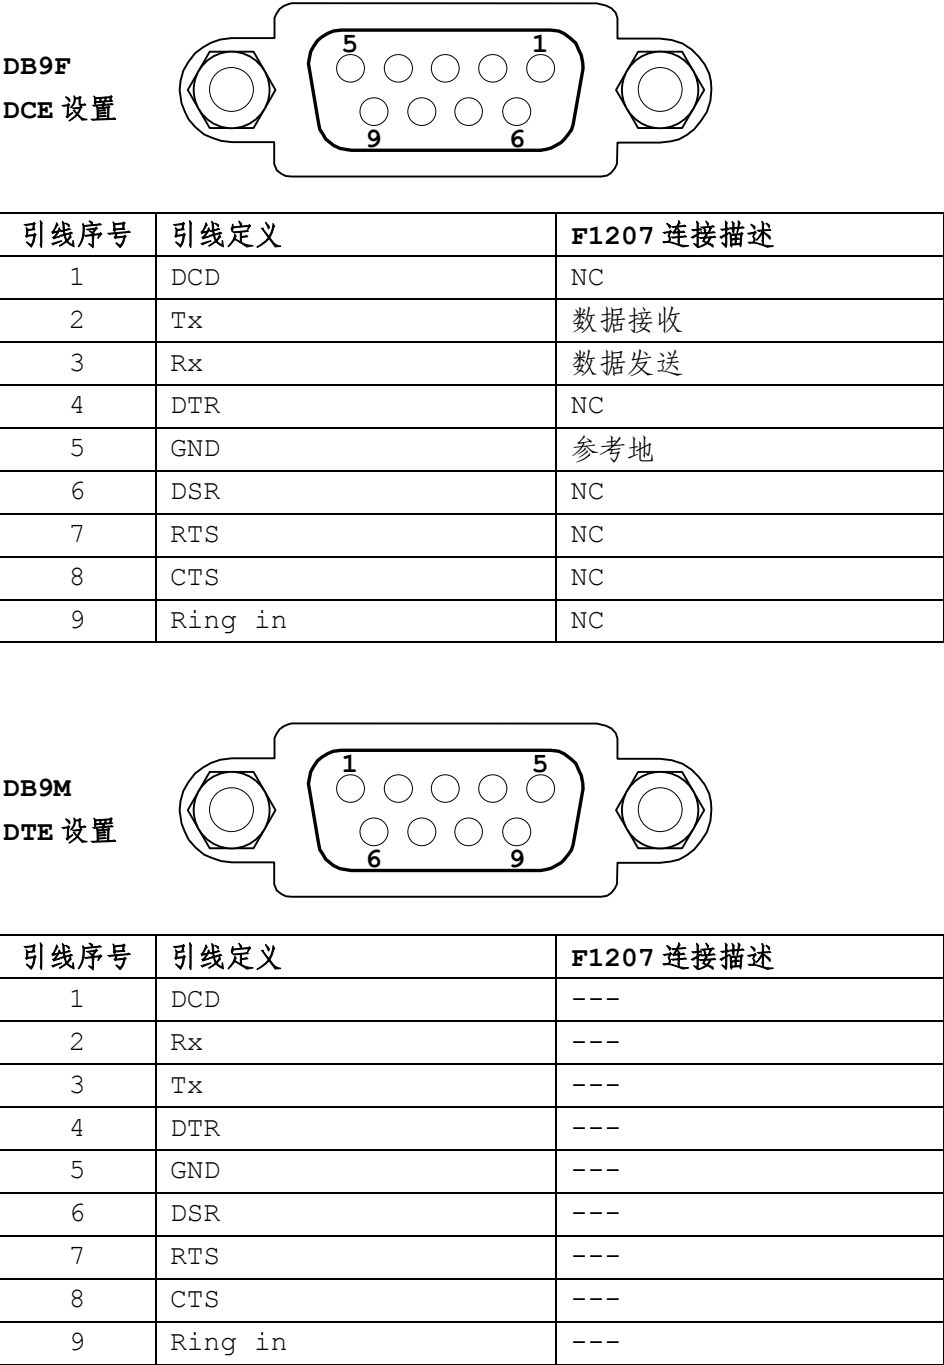 5 1
DB9F
DCE 设置
9 6
引线序号 引线定义 F1207 连接描述
1 DCD NC
2 Tx 数据接收
3 Rx 数据发送
4 DTR NC
5 GND 参考地
6 DSR NC
7 RTS NC
8 CTS NC
9 Ring in NC
1 5
DB9M
DTE 设置
6 9
引线序号 引线定义 F1207 连接描述
1 DCD ---
2 Rx ---
3 Tx ---
4 DTR ---
5 GND ---
6 DSR ---
7 RTS ---
8 CTS ---
9 Ring in ---